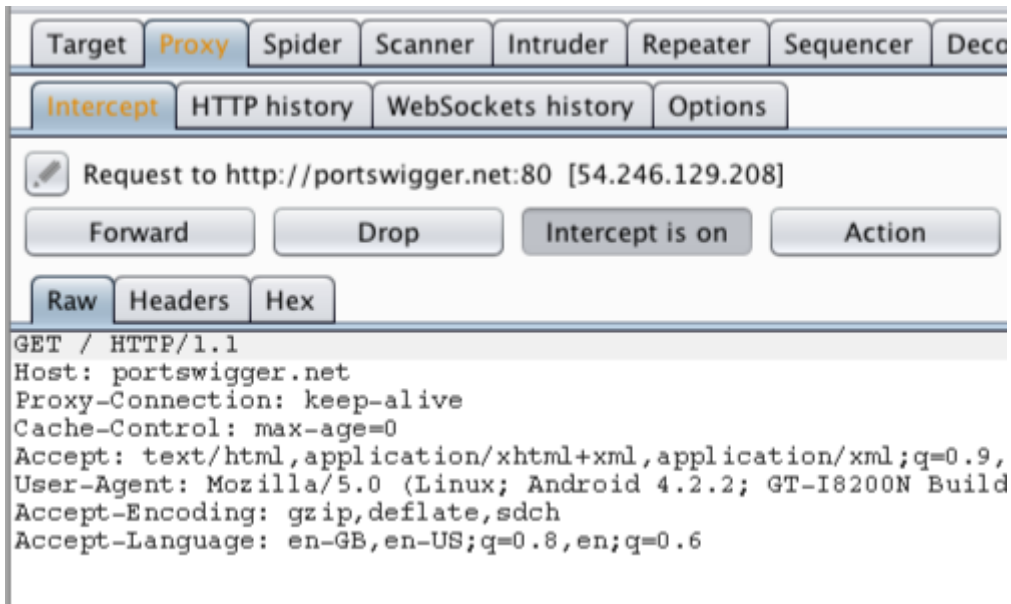 Target Proxy Spider Scanner Intruder Repeater Sequencer
Intercept HTTP history WebSockets history Options
Request to http://portswigger.net:80 [54.246.129.208]
Forward Drop Intercept is on Action
Raw Headers Hex
GET / HTTP/1.1
Host: portswigger.net
Proxy-Connection: keep-alive
Cache-Control: max-age=0
Accept: text/html,application/xhtml+xml,application/xml;q=0.9,
User-Agent: Mozilla/5.0 (Linux; Android 4.2.2; GT-I8200N Build
Accept-Encoding: gzip,deflate,sdch
Accept-Language: en-GB,en-US;q=0.8,en;q=0.6